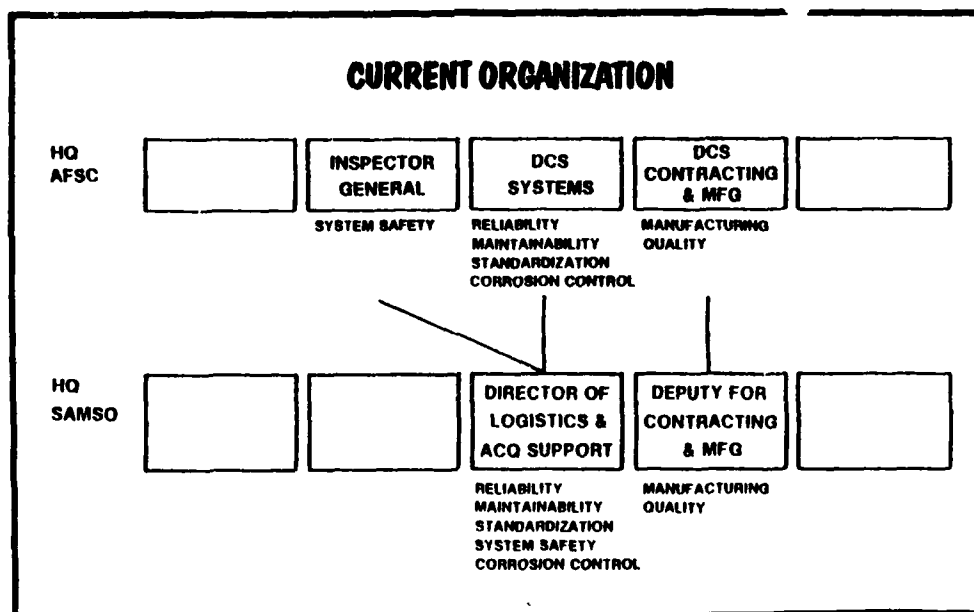 CURRENT ORGANIZATION
HQ
AFSC
INSPECTOR
GENERAL
DCS
SYSTEMS
DCS
CONTRACTING
& MFG
SYSTEM SAFETY
RELIABILITY
MAINTAINABILITY
STANDARDIZATION
CORROSION CONTROL
MANUFACTURING
QUALITY
HQ
SAMSO
DIRECTOR OF
LOGISTICS &
ACQ SUPPORT
DEPUTY FOR
CONTRACTING
& MFG
RELIABILITY
MAINTAINABILITY
STANDARDIZATION
SYSTEM SAFETY
CORROSION CONTROL
MANUFACTURING
QUALITY